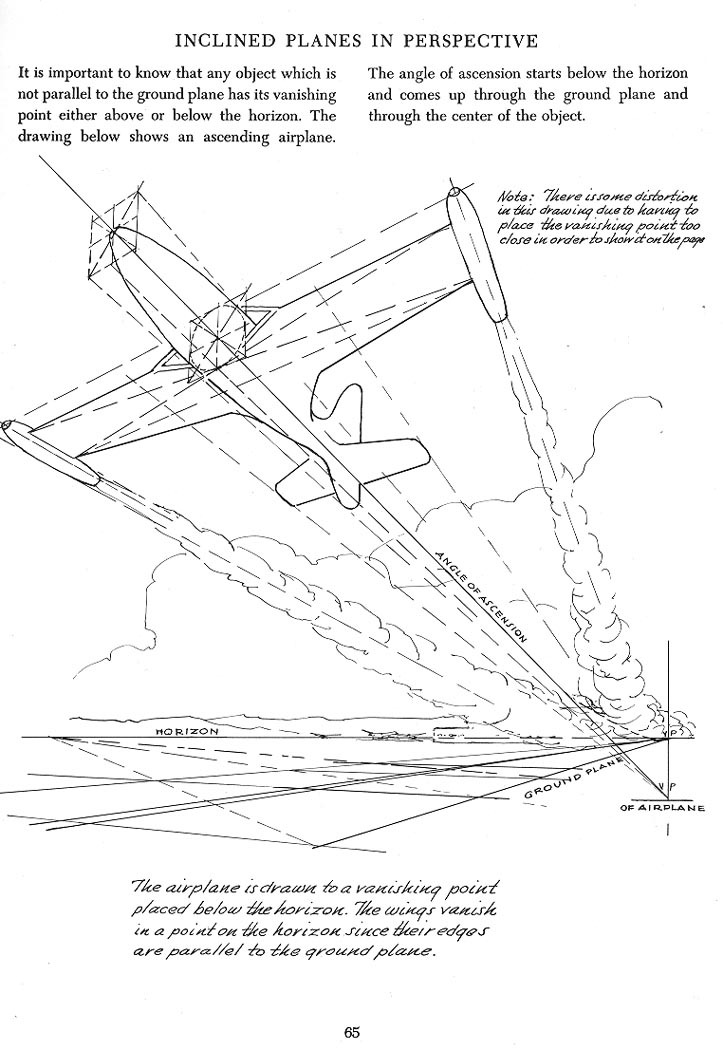 INCLINED PLANES IN PERSPECTIVE
It is important to know that any object which is
not parallel to the ground plane has its vanishing
point either above or below the horizon. The
drawing below shows an ascending airplane.
The angle of ascension starts below the horizon
and comes up through the ground plane and
through the center of the object.
Note: There is some distortion
in this drawing due to having to
place the vanishing point too
close in order to show it on the page
ANGLE OF ASCENSION
HORIZON
VP
GROUND PLANE
VP
OF AIRPLANE
The airplane is drawn to a vanishing point
placed below the horizon. The wings vanish
in a point on the horizon since their edges
are parallel to the ground plane.
65